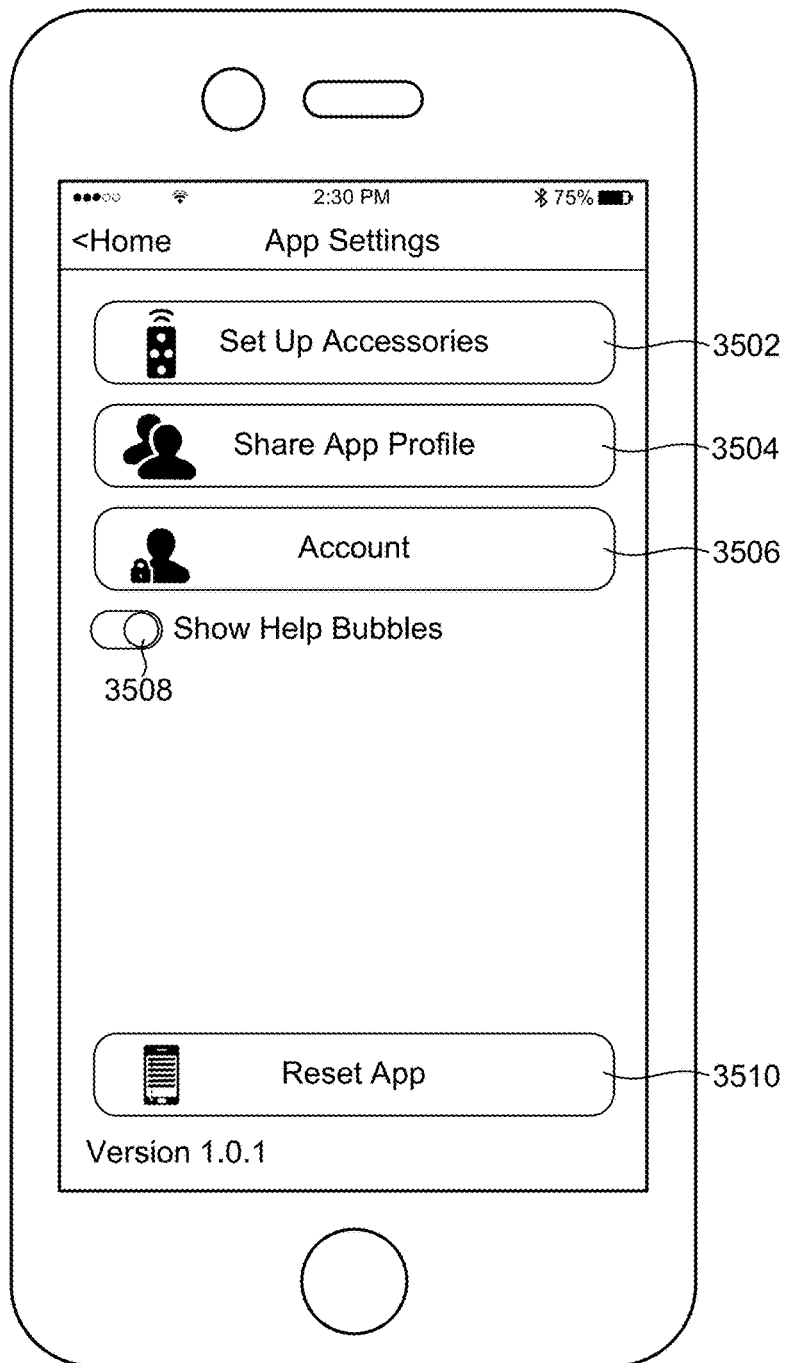 2:30 PM 75%
<Home App Settings
Set Up Accessories 3502
Share App Profile 3504
Account 3506
Show Help Bubbles
3508
Reset App 3510
Version 1.0.1